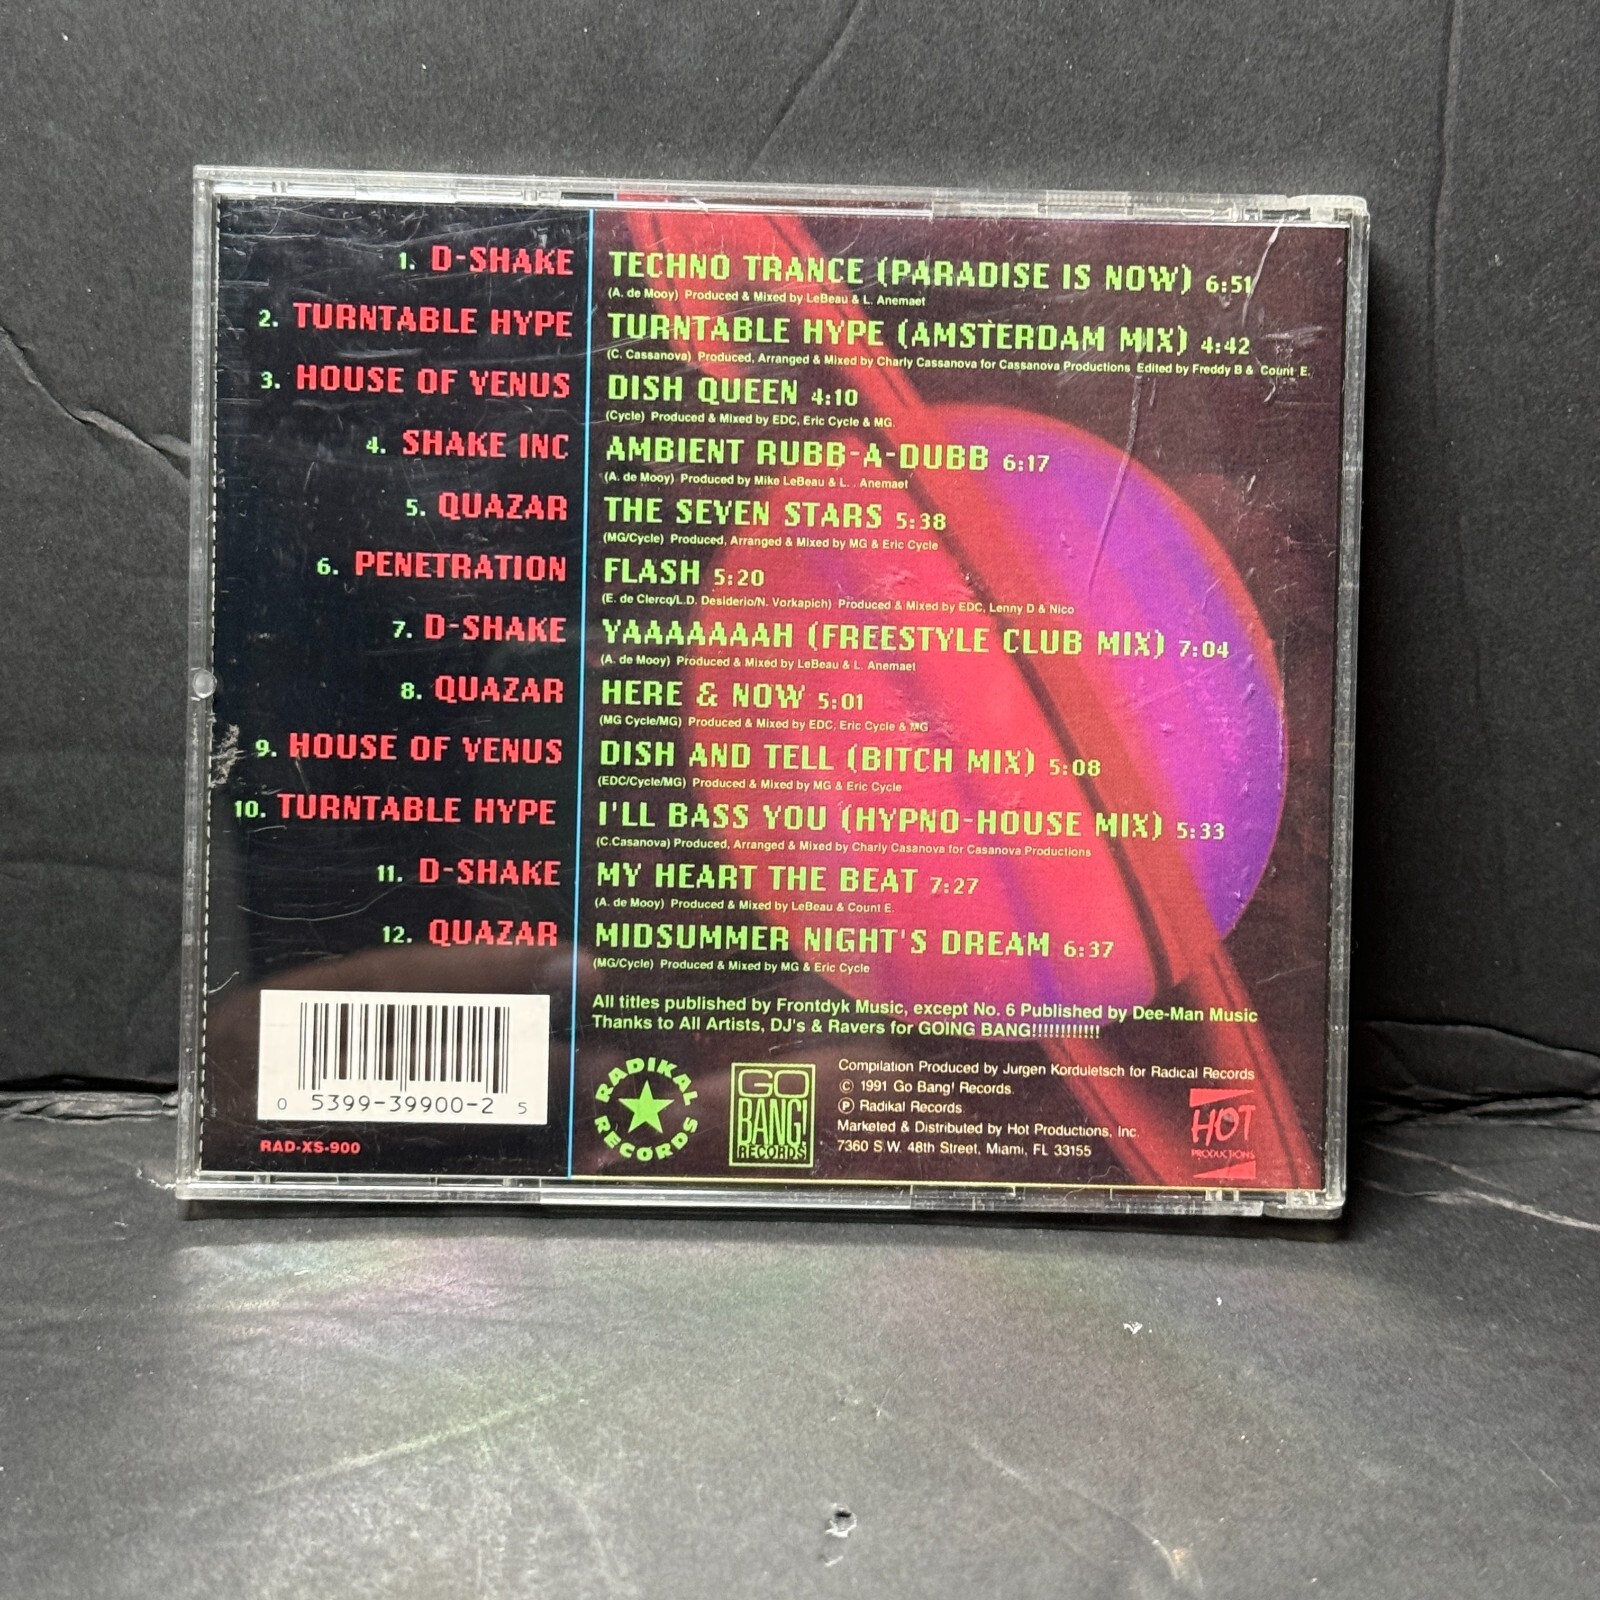 1. D-SHAKE TECHNO TRANCE (PARADISE IS NOW) 6:51
(A. de Mooy) Produced & Mixed by LeBeau & L. Anemaet
2. TURNTABLE HYPE TURNTABLE HYPE (AMSTERDAM MIX) 4:42
(C. Cassanova) Produced, Arranged & Mixed by Charly Cassanova for Cassanova Productions Edited by Freddy B & Count E.
3. HOUSE OF VENUS DISH QUEEN 4:10
(Cycle) Produced & Mixed by EDC, Eric Cycle & MG.
4. SHAKE INC AMBIENT RUBB-A-DUBB 6:17
(A. de Mooy) Produced by Mike LeBeau & L. . Anemaet
5. QUAZAR THE SEVEN STARS 5:38
(MG/Cycle) Produced, Arranged & Mixed by MG & Eric Cycle
6. PENETRATION FLASH 5:20
(E. de Clercq/L.D. Desiderio/N. Vorkapich) Produced & Mixed by EDC, Lenny D & Nico
7. D-SHAKE YAAAAAAAH (FREESTYLE CLUB MIX) 7:04
(A. de Mooy) Produced & Mixed by LeBeau & L. Anemaet
8. QUAZAR HERE & NOW 5:01
(MG Cycle/MG) Produced & Mixed by EDC, Eric Cycle & MG
9. HOUSE OF VENUS DISH AND TELL (BITCH MIX) 5:08
(EDC/Cycle/MG) Produced & Mixed by MG & Eric Cycle
10. TURNTABLE HYPE I'LL BASS YOU (HYPNO-HOUSE MIX) 5:33
(C.Casanova) Produced, Arranged & Mixed by Charly Casanova for Casanova Productions
11. D-SHAKE MY HEART THE BEAT 7:27
(A. de Mooy) Produced & Mixed by LeBeau & Count E.
12. QUAZAR MIDSUMMER NIGHT'S DREAM 6:37
(MG/Cycle) Produced & Mixed by MG & Eric Cycle
All titles published by Frontdyk Music, except No. 6 Published by Dee-Man Music
Thanks to All Artists, DJ's & Ravers for GOING BANG!!!!!!!!!!!!
0 5399-39900-2 5
RAD-XS-900
RADIKAL RECORDS
GO
BANG!
RECORDS
Compilation Produced by Jurgen Korduletsch for Radical Records
© 1991 Go Bang! Records.
℗ Radikal Records.
Marketed & Distributed by Hot Productions, Inc.
7360 S.W. 48th Street, Miami, FL 33155
HOT
PRODUCTIONS